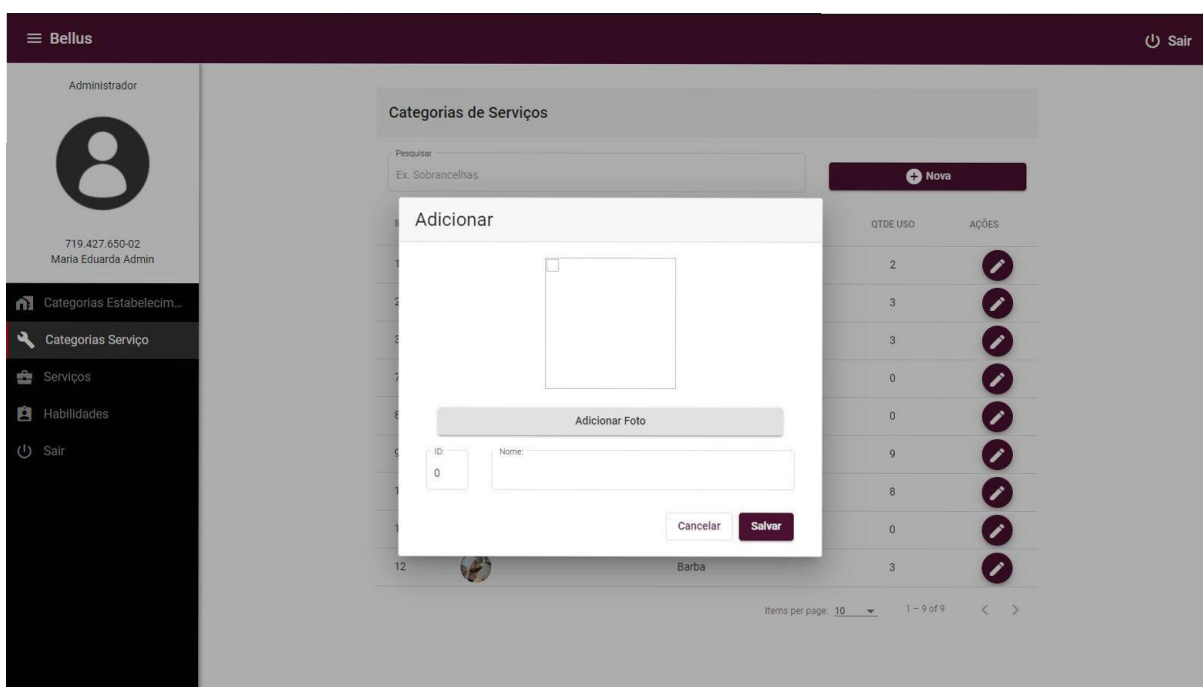 Bellus
Sair
Administrador
719.427.650-02
Maria Eduarda Admin
Categorias Estabelecim...
Categorias Serviço
Serviços
Habilidades
Sair
Categorias de Serviços
Pesquisar
Ex. Sobrancelhas
Nova
QTDE USO AÇÕES
2
3
3
0
0
9
8
0
12 Barba 3
Items per page: 10 1 – 9 of 9
Adicionar
Adicionar Foto
ID: Nome:
0
Cancelar Salvar